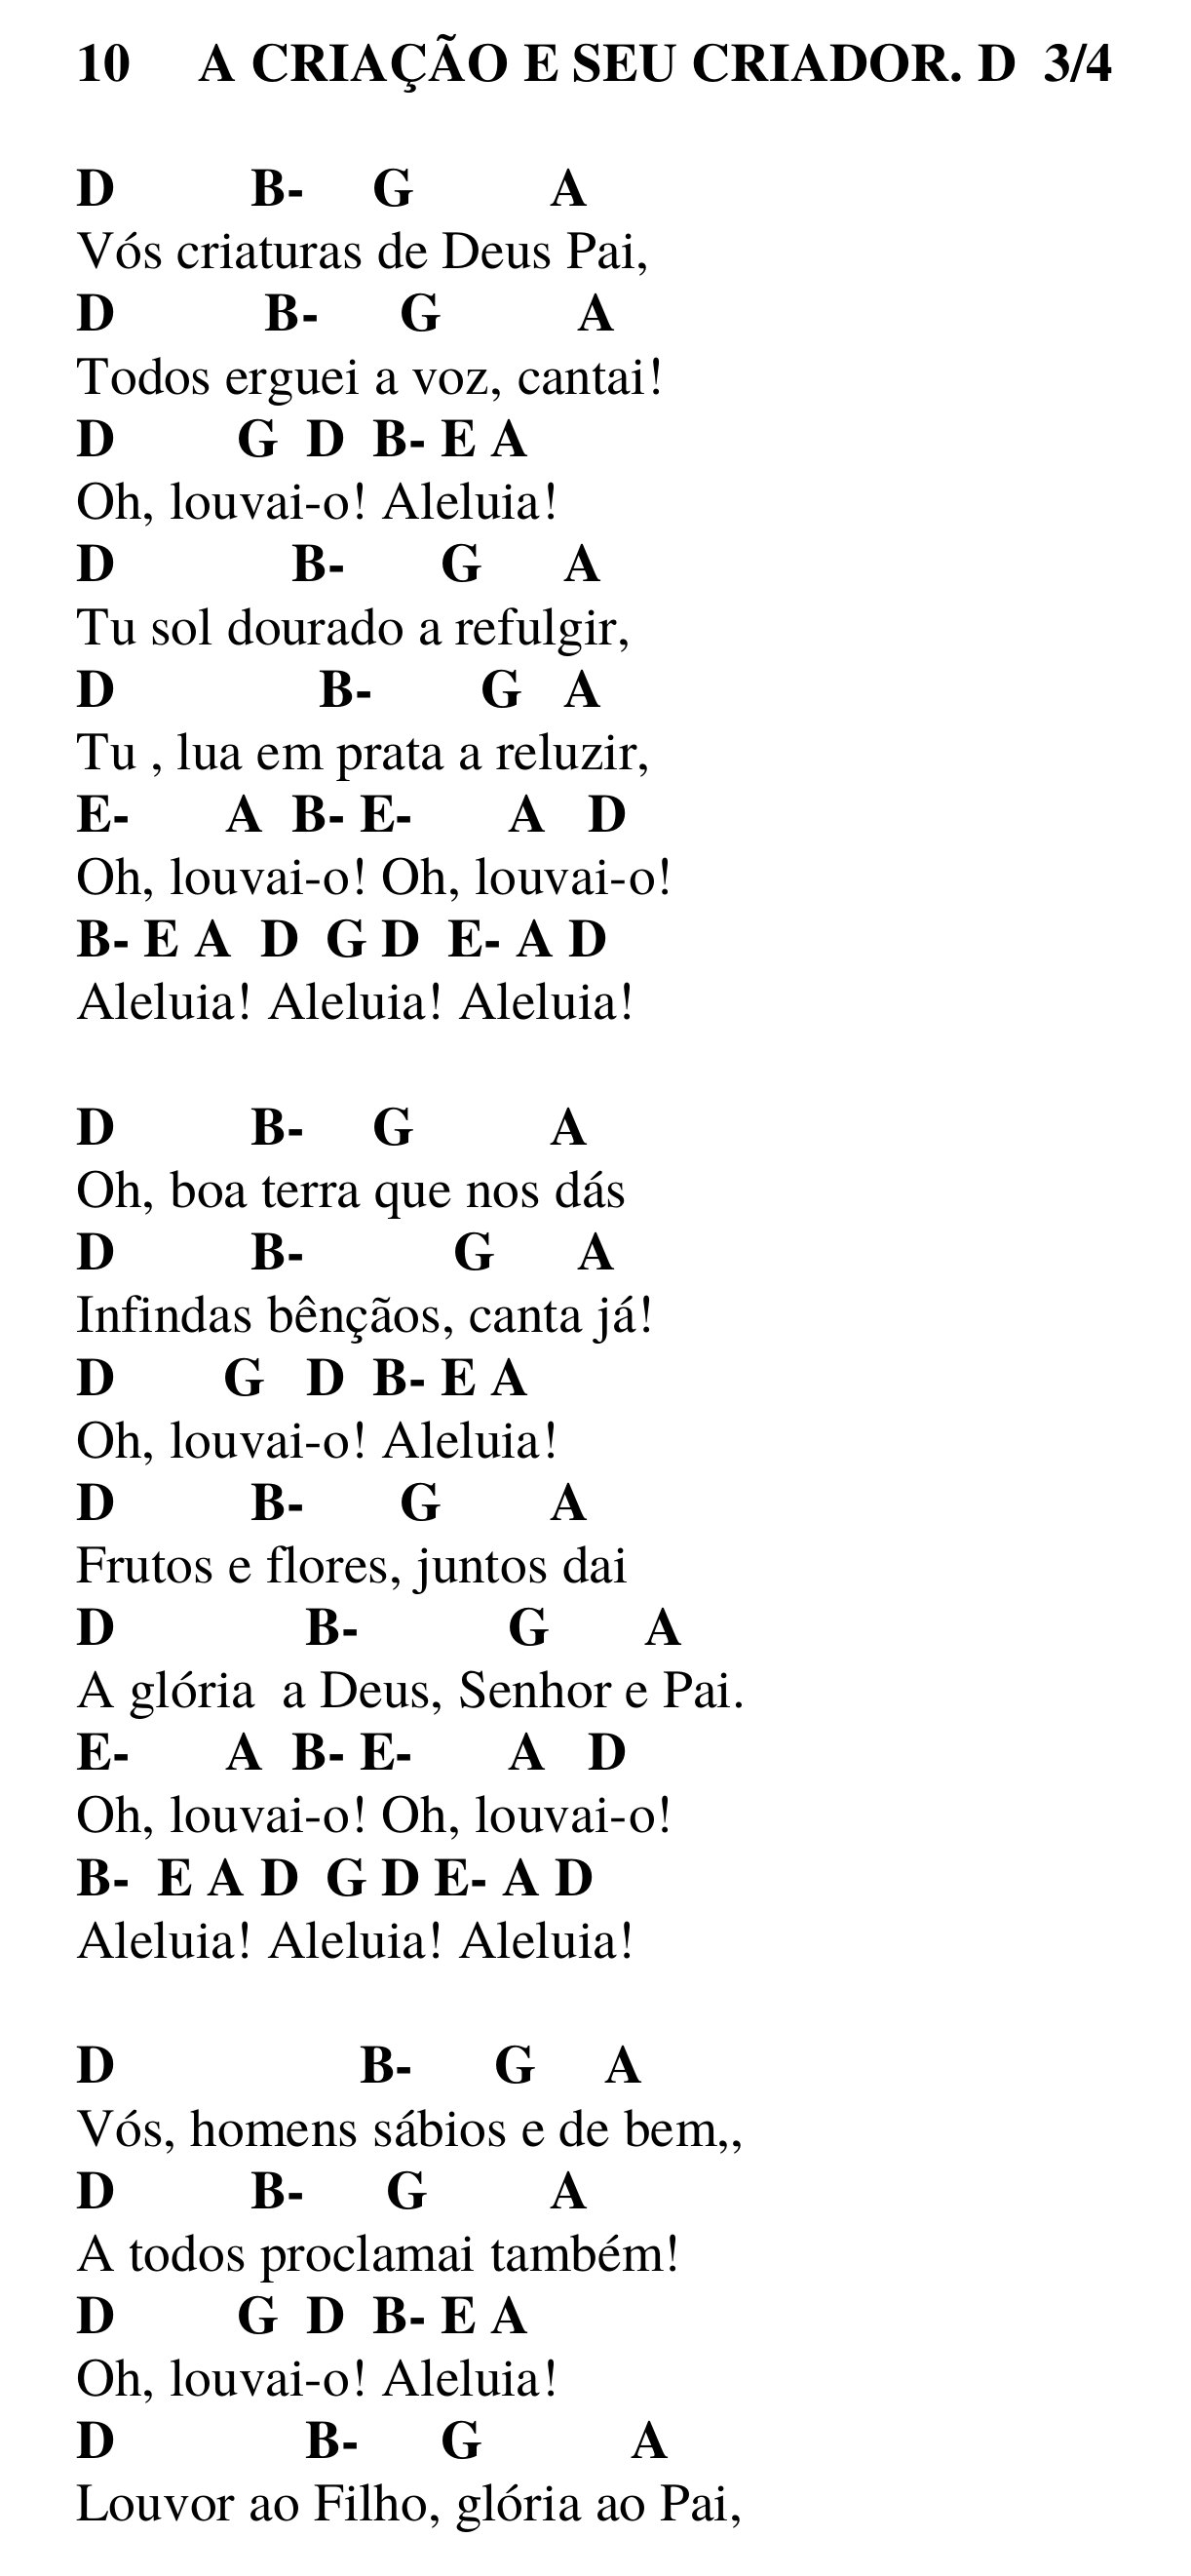 10     A CRIAÇÃO E SEU CRIADOR. D  3/4
D          B-     G          A
Vós criaturas de Deus Pai,
D           B-      G          A
Todos erguei a voz, cantai!
D         G  D  B- E A
Oh, louvai-o! Aleluia!
D             B-       G      A
Tu sol dourado a refulgir,
D               B-        G   A
Tu , lua em prata a reluzir,
E-       A  B- E-       A   D
Oh, louvai-o! Oh, louvai-o!
B- E A  D  G D  E- A D
Aleluia! Aleluia! Aleluia!
D          B-     G          A
Oh, boa terra que nos dás
D          B-           G      A
Infindas bênçãos, canta já!
D        G   D  B- E A
Oh, louvai-o! Aleluia!
D          B-       G        A
Frutos e flores, juntos dai
D              B-           G       A
A glória  a Deus, Senhor e Pai.
E-       A  B- E-       A   D
Oh, louvai-o! Oh, louvai-o!
B-  E A D  G D E- A D
Aleluia! Aleluia! Aleluia!
D                  B-      G     A
Vós, homens sábios e de bem,,
D          B-      G         A
A todos proclamai também!
D         G  D  B- E A
Oh, louvai-o! Aleluia!
D              B-      G           A
Louvor ao Filho, glória ao Pai,